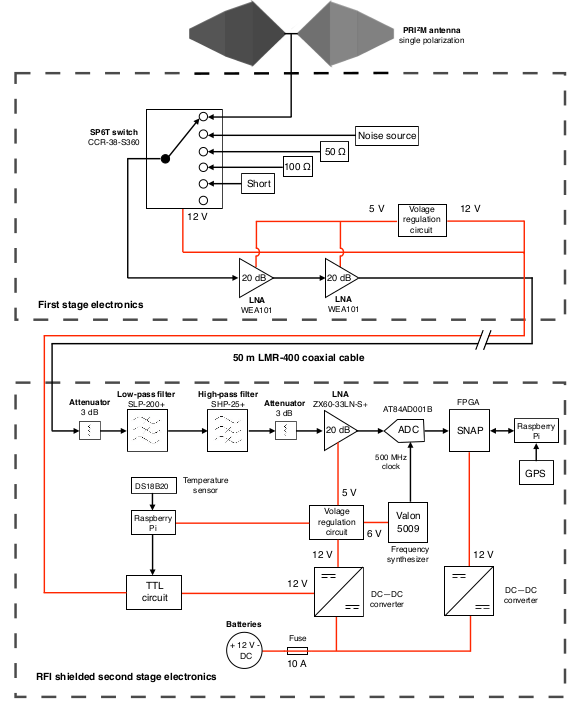 PRI²M antenna
single polarization
SP6T switch
CCR-38-S360
Noise source
50 Ω
100 Ω
Short
12 V
5 V
Volage
regulation
circuit
12 V
20 dB
LNA
WEA101
20 dB
LNA
WEA101
First stage electronics
50 m LMR-400 coaxial cable
Attenuator
3 dB
Low-pass filter
SLP-200+
High-pass filter
SHP-25+
Attenuator
3 dB
LNA
ZX60-33LN-S+
20 dB
AT84AD001B
ADC
FPGA
SNAP
Raspberry
Pi
GPS
500 MHz
clock
DS18B20
Temperature
sensor
Raspberry
Pi
5 V
Volage
regulation
circuit
6 V
Valon
5009
Frequency
synthesizer
12 V
12 V
TTL
circuit
12 V
DC—DC
converter
DC—DC
converter
Batteries
+ 12 V -
DC
Fuse
10 A
RFI shielded second stage electronics